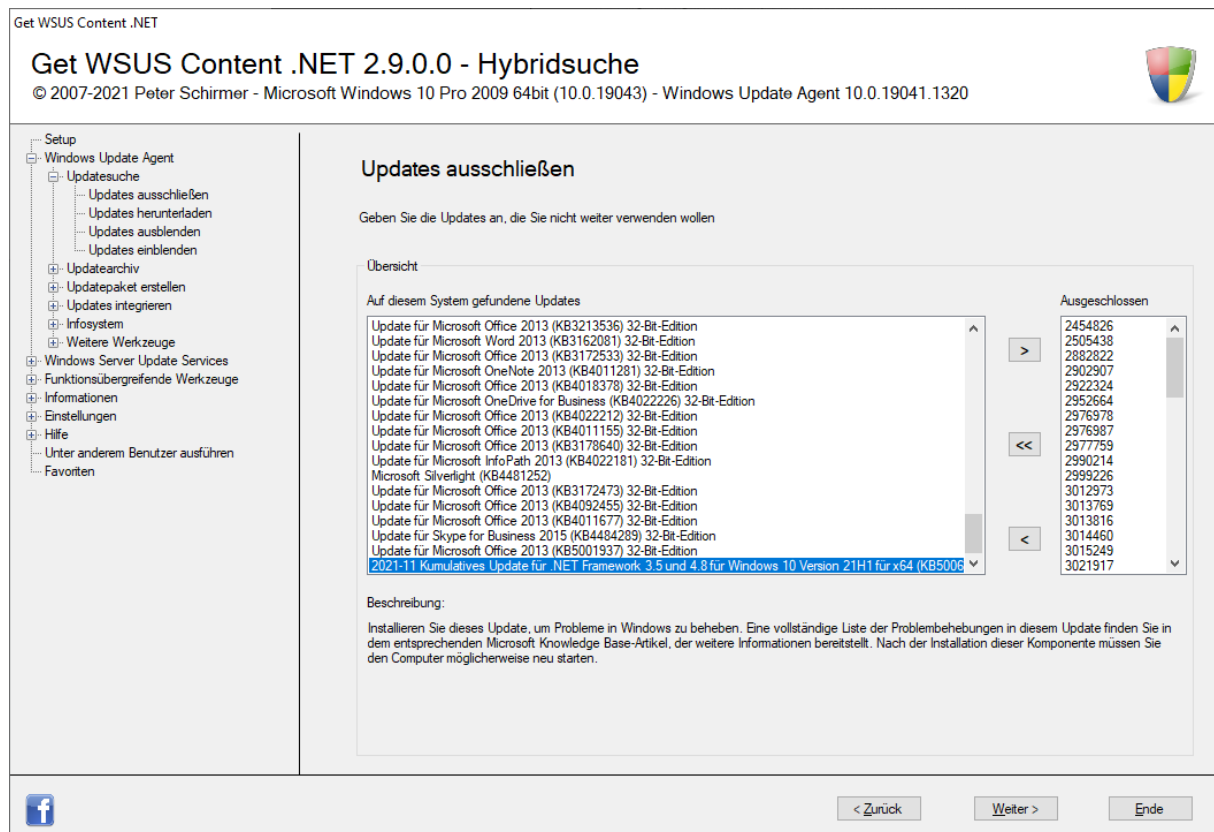 Get WSUS Content .NET
Get WSUS Content .NET 2.9.0.0 - Hybridsuche
© 2007-2021 Peter Schirmer - Microsoft Windows 10 Pro 2009 64bit (10.0.19043) - Windows Update Agent 10.0.19041.1320
Setup
Windows Update Agent
Updatesuche
Updates ausschließen
Updates herunterladen
Updates ausblenden
Updates einblenden
Updatearchiv
Updatepaket erstellen
Updates integrieren
Infosystem
Weitere Werkzeuge
Windows Server Update Services
Funktionsübergreifende Werkzeuge
Informationen
Einstellungen
Hilfe
Unter anderem Benutzer ausführen
Favoriten
Updates ausschließen
Geben Sie die Updates an, die Sie nicht weiter verwenden wollen
Übersicht
Auf diesem System gefundene Updates
Update für Microsoft Office 2013 (KB3213536) 32-Bit-Edition
Update für Microsoft Word 2013 (KB3162081) 32-Bit-Edition
Update für Microsoft Office 2013 (KB3172533) 32-Bit-Edition
Update für Microsoft OneNote 2013 (KB4011281) 32-Bit-Edition
Update für Microsoft Office 2013 (KB4018378) 32-Bit-Edition
Update für Microsoft OneDrive for Business (KB4022226) 32-Bit-Edition
Update für Microsoft Office 2013 (KB4022212) 32-Bit-Edition
Update für Microsoft Office 2013 (KB4011155) 32-Bit-Edition
Update für Microsoft Office 2013 (KB3178640) 32-Bit-Edition
Update für Microsoft InfoPath 2013 (KB4022181) 32-Bit-Edition
Microsoft Silverlight (KB4481252)
Update für Microsoft Office 2013 (KB3172473) 32-Bit-Edition
Update für Microsoft Office 2013 (KB4092455) 32-Bit-Edition
Update für Microsoft Office 2013 (KB4011677) 32-Bit-Edition
Update für Skype for Business 2015 (KB4484289) 32-Bit-Edition
Update für Microsoft Office 2013 (KB5001937) 32-Bit-Edition
2021-11 Kumulatives Update für .NET Framework 3.5 und 4.8 für Windows 10 Version 21H1 für x64 (KB5006
>
<<
<
Ausgeschlossen
2454826
2505438
2882822
2902907
2922324
2952664
2976978
2976987
2977759
2990214
2999226
3012973
3013769
3013816
3014460
3015249
3021917
Beschreibung:
Installieren Sie dieses Update, um Probleme in Windows zu beheben. Eine vollständige Liste der Problembehebungen in diesem Update finden Sie in
dem entsprechenden Microsoft Knowledge Base-Artikel, der weitere Informationen bereitstellt. Nach der Installation dieser Komponente müssen Sie
den Computer möglicherweise neu starten.
f
< Zurück
Weiter >
Ende